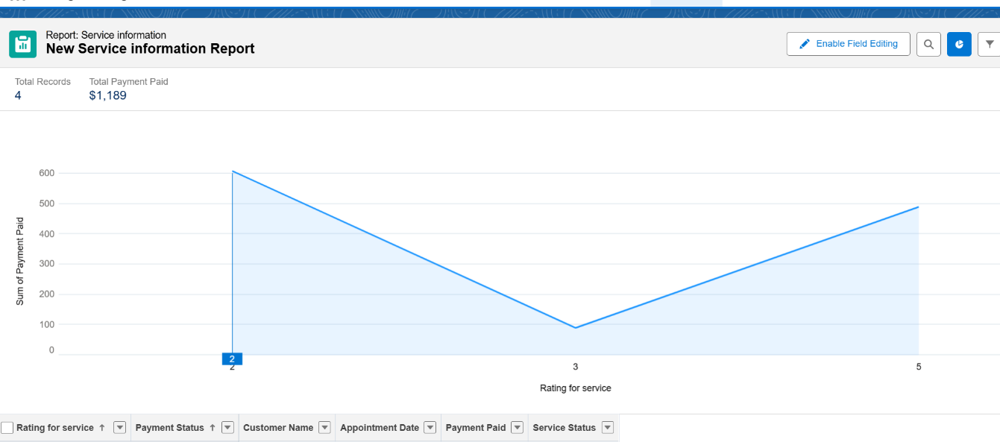 Report: Service information
New Service information Report
Enable Field Editing
Total Records Total Payment Paid
4 $1,189
600
500
400
300
200
100
0
Sum of Payment Paid
2
2 3 5
Rating for service
Rating for service ↑ Payment Status ↑ Customer Name Appointment Date Payment Paid Service Status